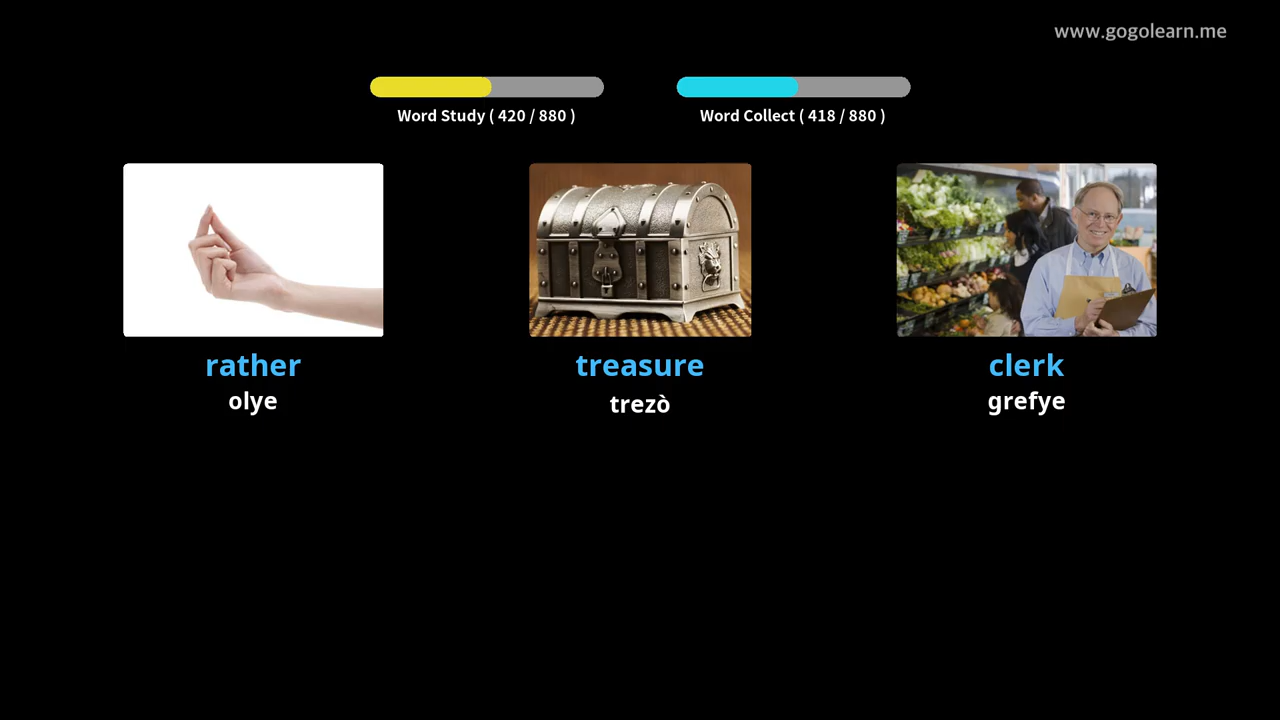 www.gogolearn.me
Word Study ( 420 / 880 )
Word Collect ( 418 / 880 )
rather
olye
treasure
trezò
clerk
grefye